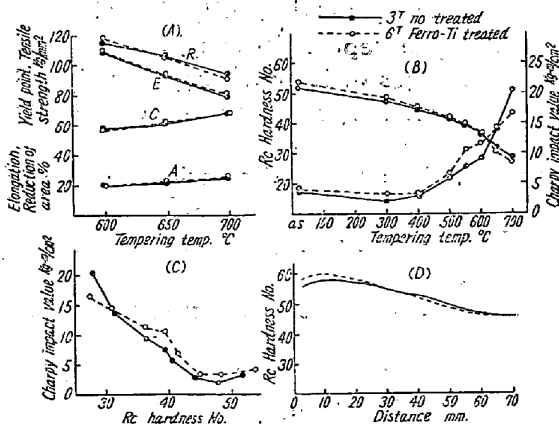 3T no treated
6T Ferro-Ti treated
(A)
Yield point, Tensile strength Kg/mm²
Elongation, Reduction of area. %
120
100
80
60
40
20
R
E
C
A
600 650 700
Tempering temp. °C
(B)
Rc Hardness No.
60
50
40
30
20
Charpy impact value Kg-m/cm²
25
20
15
10
5
0
a.s 100 200 300 400 500 600 700
Tempering temp. °C
(C)
Charpy impact value Kg-m/cm²
20
15
10
5
0
30 40 50
Rc hardness No.
(D)
Rc Hardness No.
60
50
40
30
0 10 20 30 40 50 60 70
Distance mm.